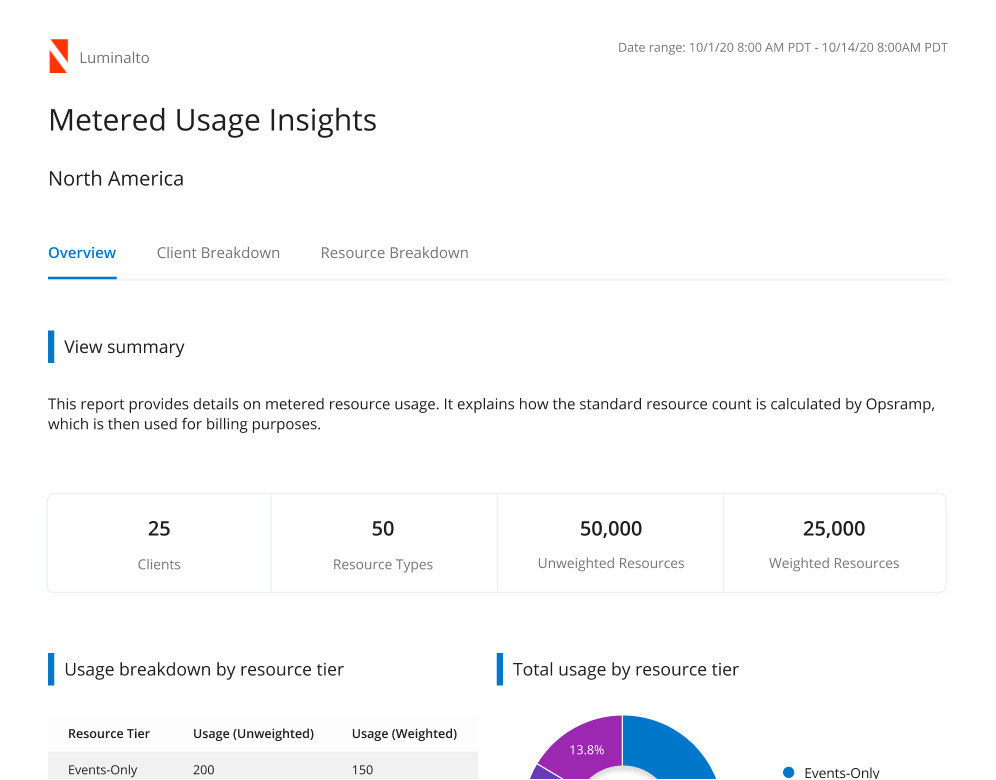 Luminalto
Date range: 10/1/20 8:00 AM PDT - 10/14/20 8:00AM PDT
Metered Usage Insights
North America
Overview
Client Breakdown
Resource Breakdown
View summary
This report provides details on metered resource usage. It explains how the standard resource count is calculated by Opsramp,
which is then used for billing purposes.
25
Clients
50
Resource Types
50,000
Unweighted Resources
25,000
Weighted Resources
Usage breakdown by resource tier
Resource Tier Usage (Unweighted) Usage (Weighted)
Events-Only 200 150
Total usage by resource tier
13.8%
Events-Only